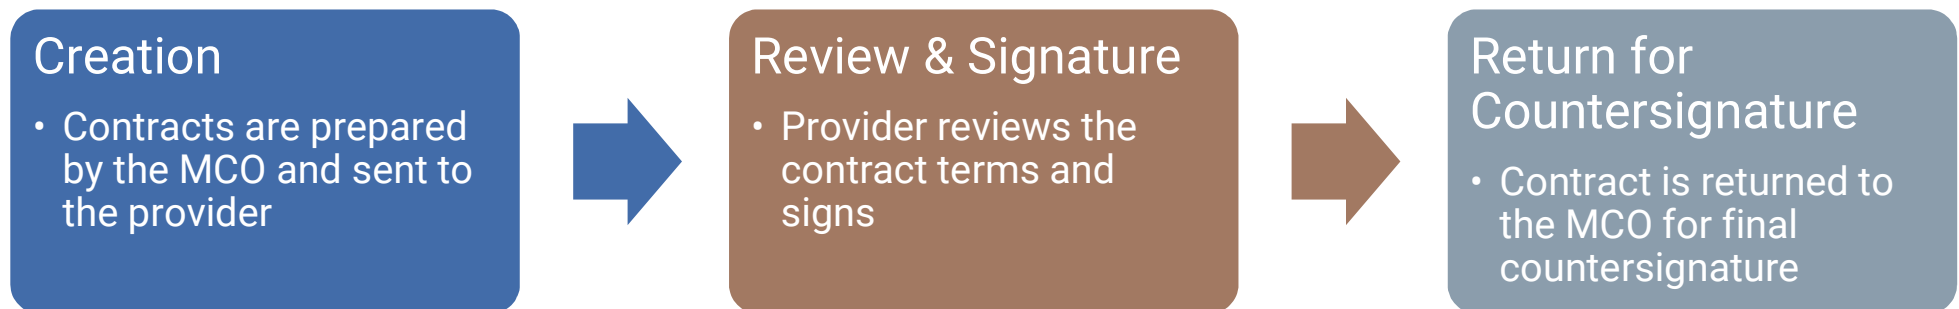 Creation
• Contracts are prepared
by the MCO and sent to
the provider
Review & Signature
• Provider reviews the
contract terms and
signs
Return for
Countersignature
• Contract is returned to
the MCO for final
countersignature